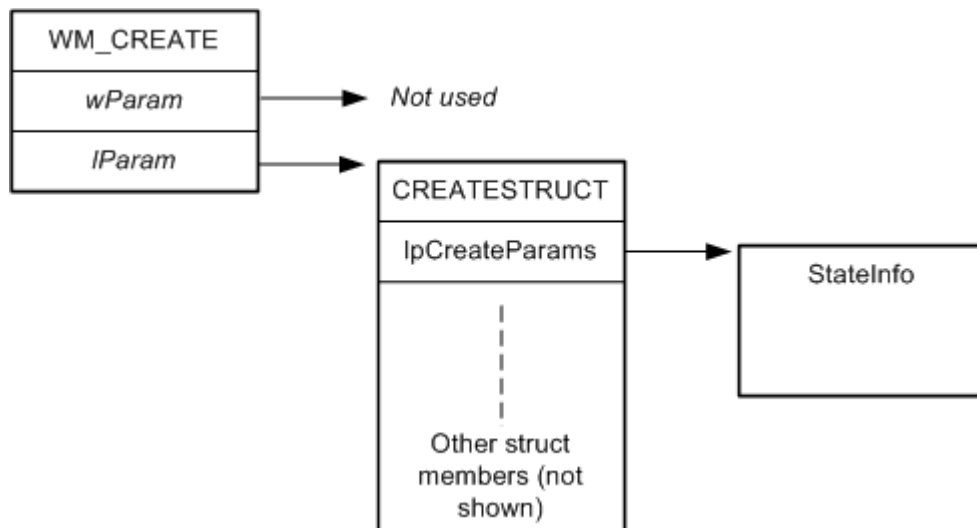 WM_CREATE
wParam
Not used
lParam
CREATESTRUCT
lpCreateParams
StateInfo
Other struct
members (not
shown)